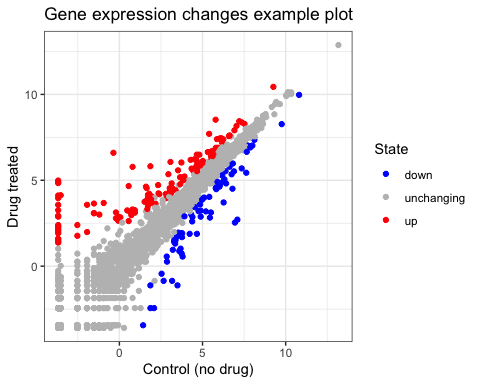 Gene expression changes example plot
Drug treated
10
5
0
0 5 10
Control (no drug)
State
down
unchanging
up